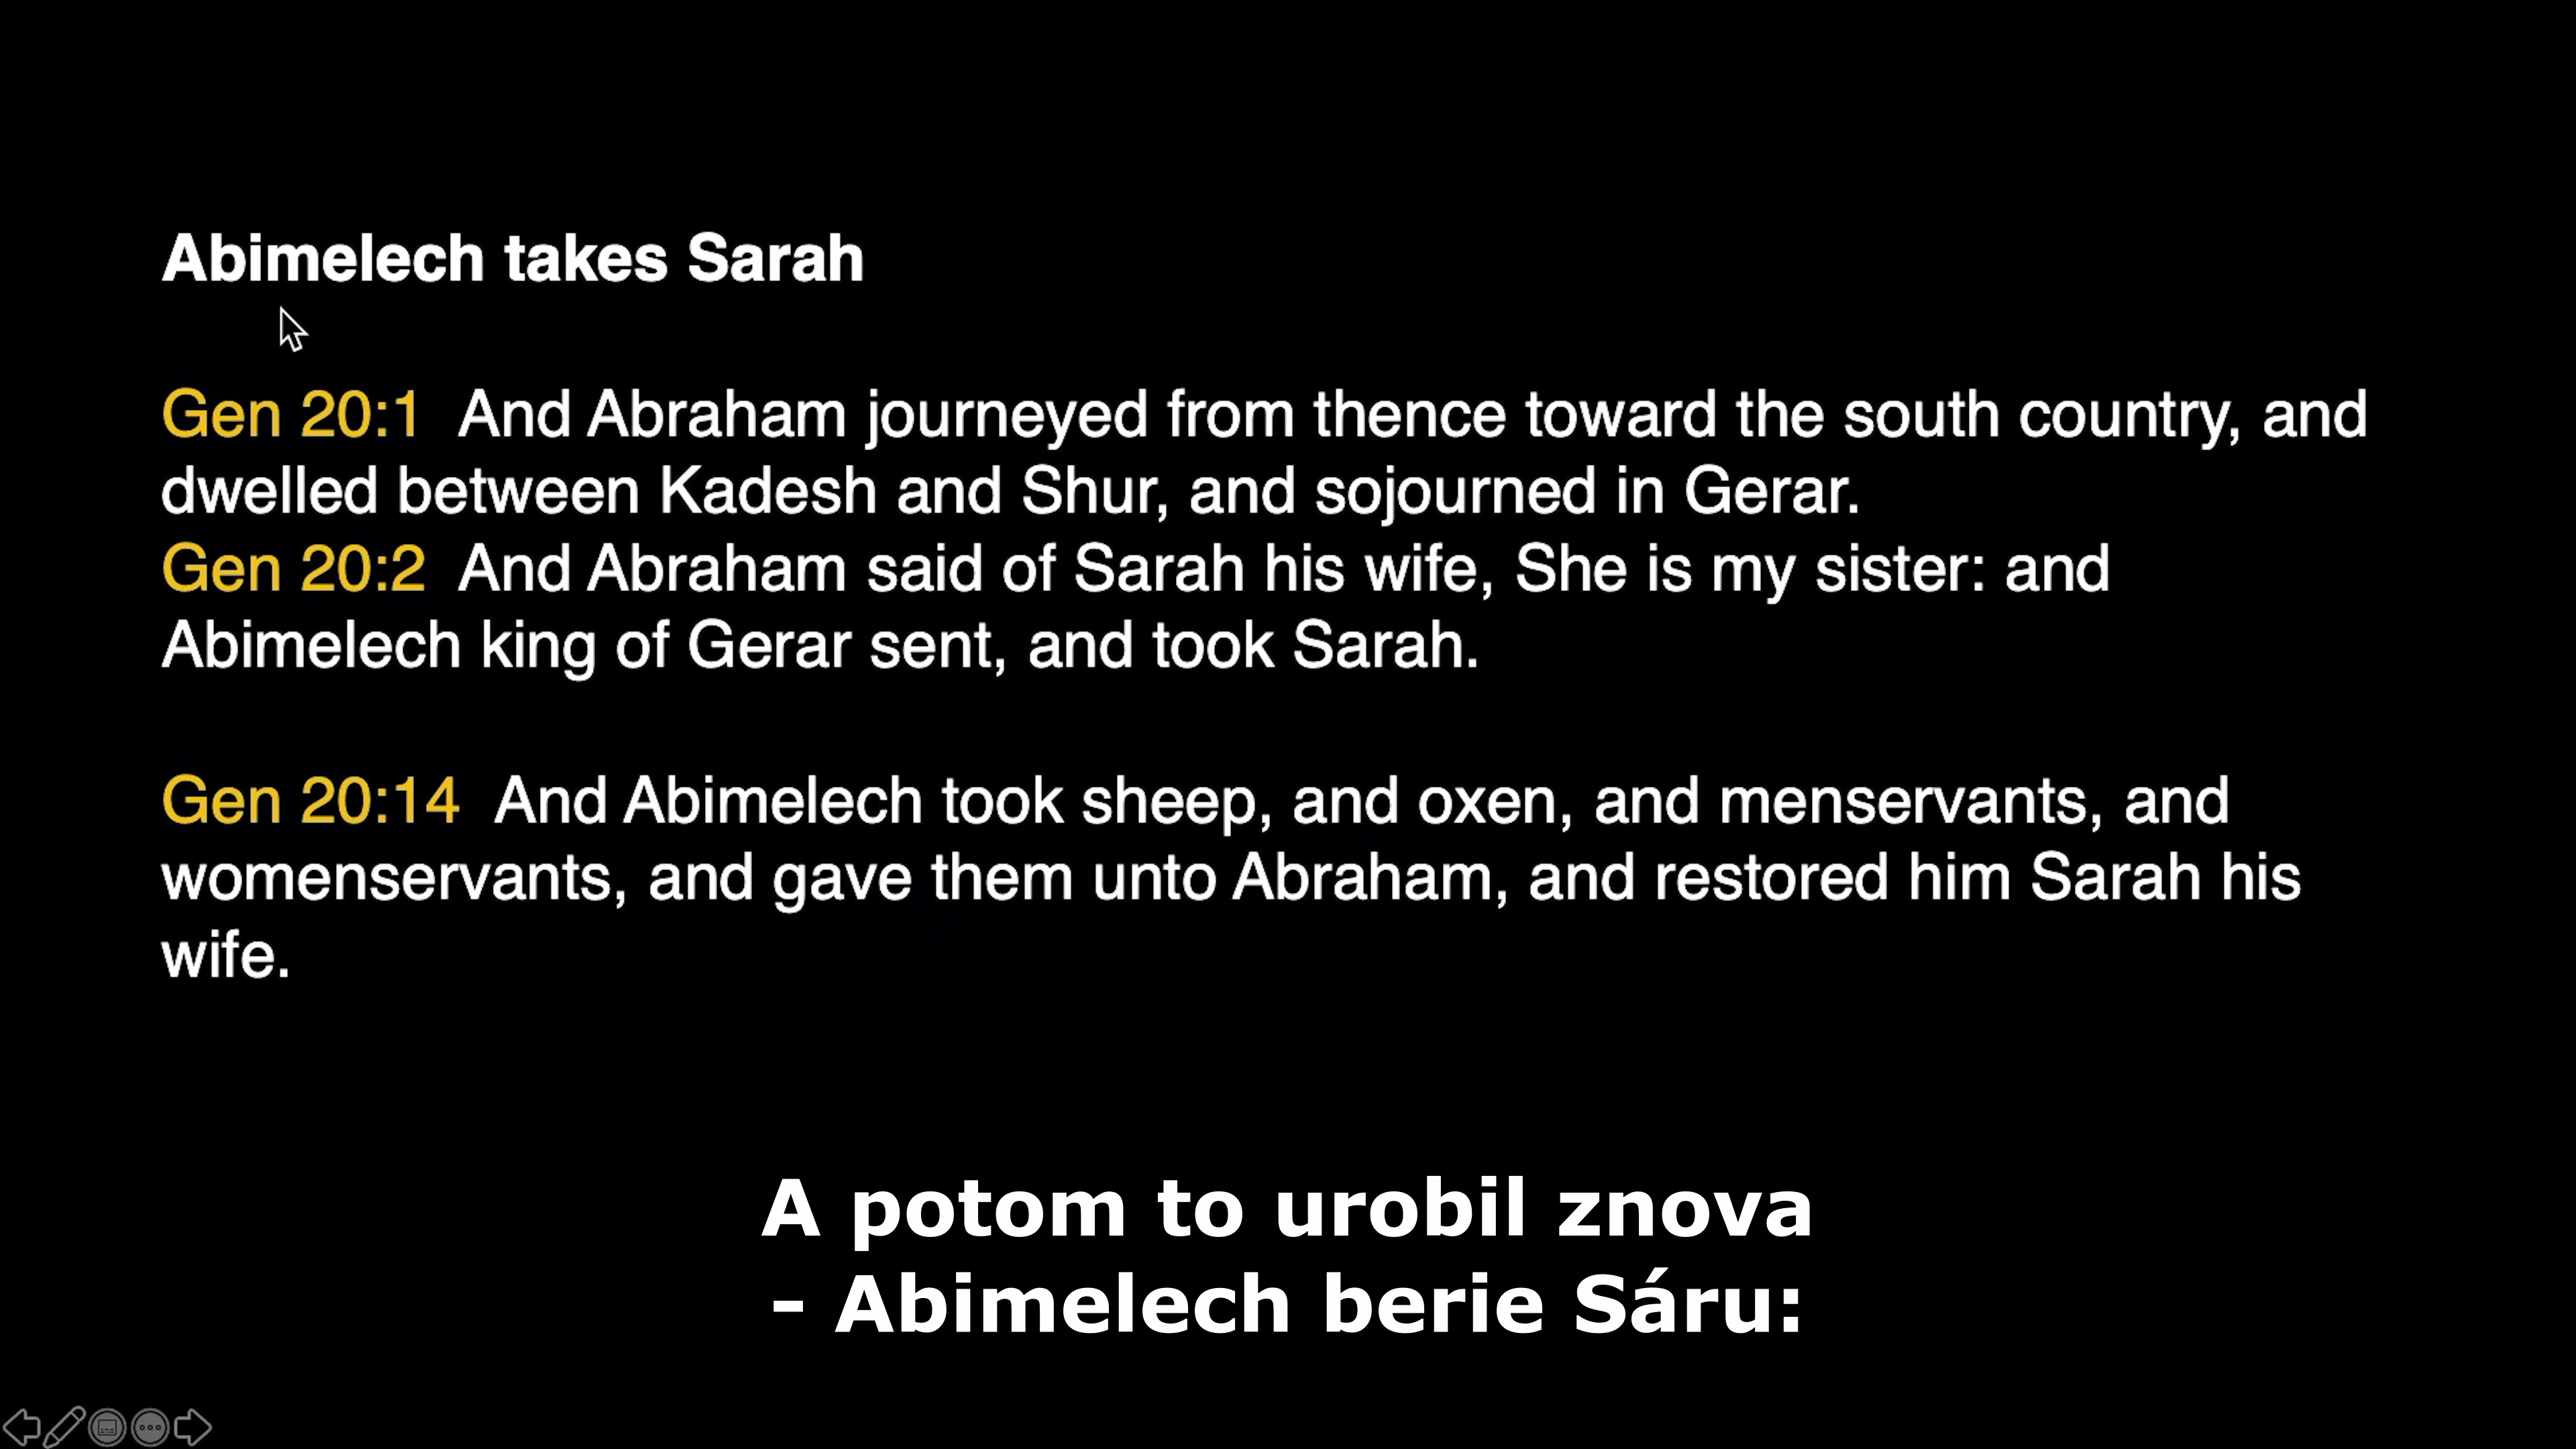 Abimelech takes Sarah
Gen 20:1 And Abraham journeyed from thence toward the south country, and
dwelled between Kadesh and Shur, and sojourned in Gerar.
Gen 20:2 And Abraham said of Sarah his wife, She is my sister: and
Abimelech king of Gerar sent, and took Sarah.
Gen 20:14 And Abimelech took sheep, and oxen, and menservants, and
womenservants, and gave them unto Abraham, and restored him Sarah his
wife.
A potom to urobil znova
- Abimelech berie Sáru: